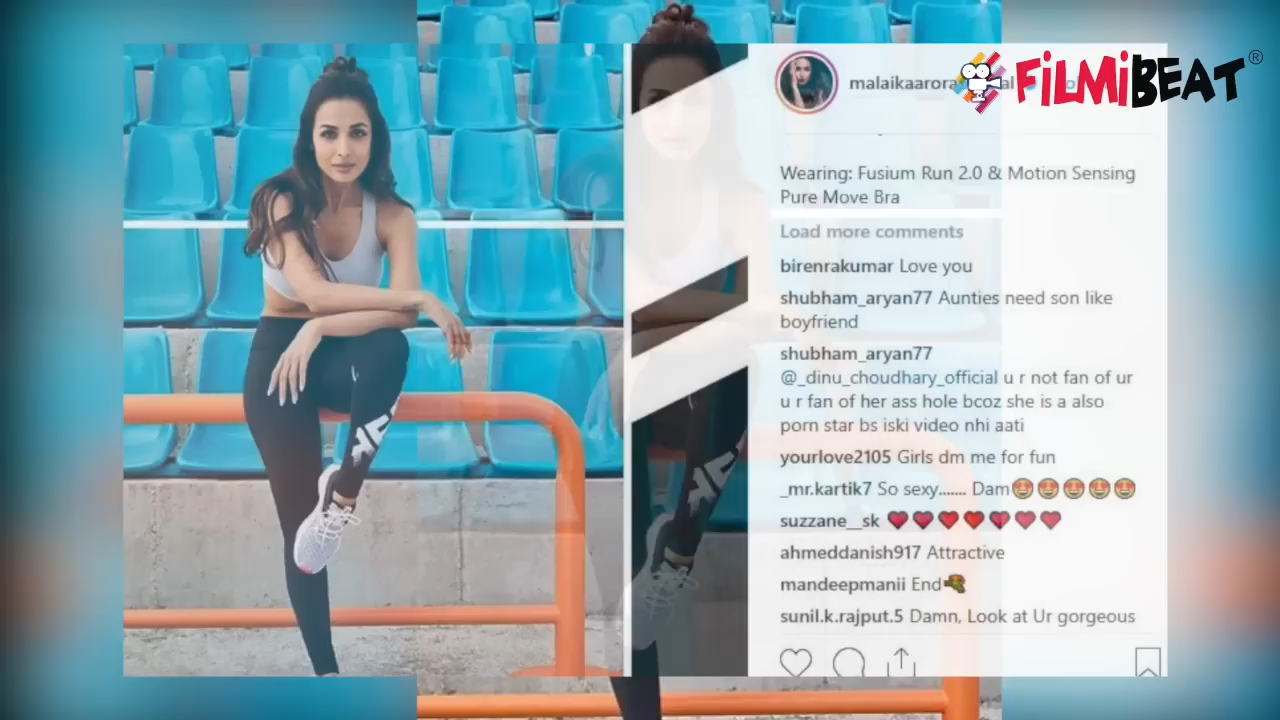 FiLMiBEAT®
malaikaarora
Wearing: Fusium Run 2.0 & Motion Sensing
Pure Move Bra
Load more comments
birenrakumar Love you
shubham_aryan77 Aunties need son like
boyfriend
shubham_aryan77
@_dinu_choudhary_official u r not fan of ur
u r fan of her ass hole bcoz she is a also
porn star bs iski video nhi aati
yourlove2105 Girls dm me for fun
_mr.kartik7 So sexy....... Dam🤩🤩🤩🤩🤩
suzzane__sk ❤❤❤❤❤❤❤
ahmeddanish917 Attractive
mandeepmanii End
sunil.k.rajput.5 Damn, Look at Ur gorgeous